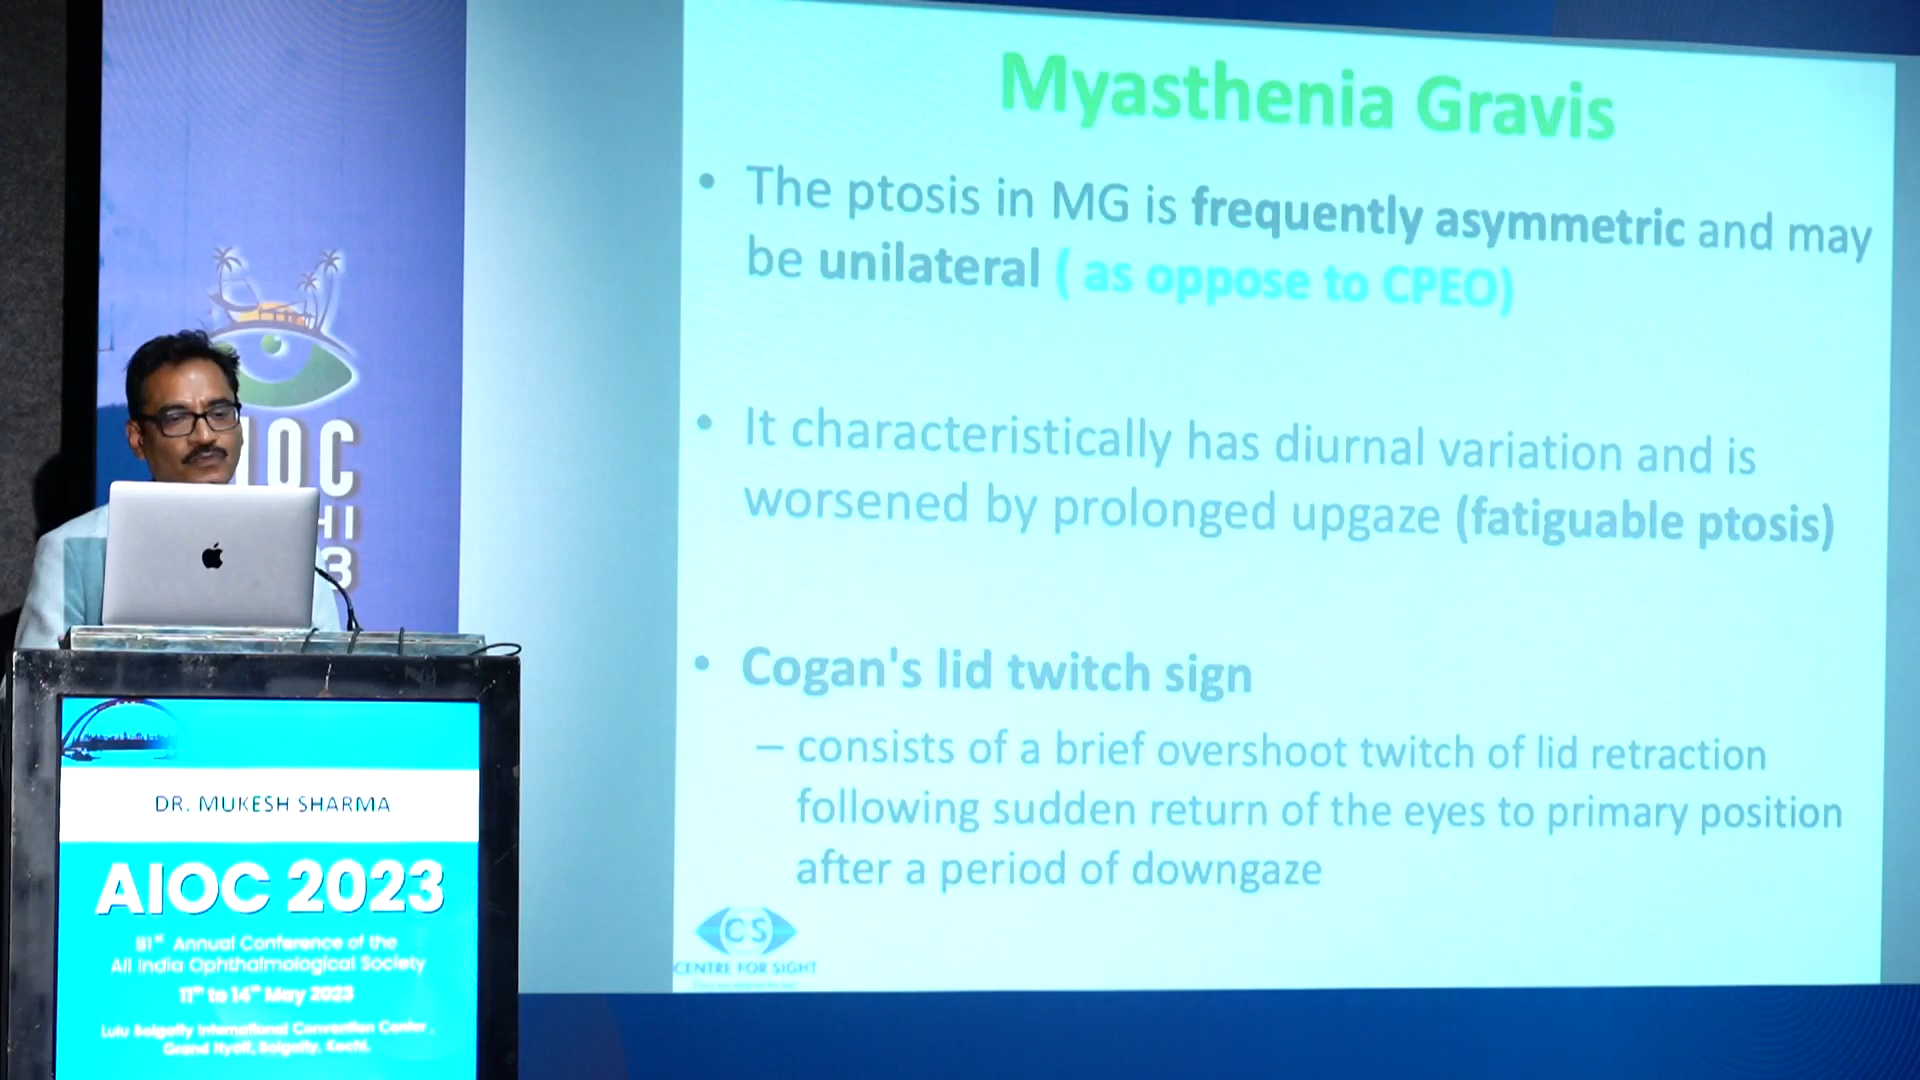 Myasthenia Gravis
• The ptosis in MG is frequently asymmetric and may
be unilateral ( as oppose to CPEO)
• It characteristically has diurnal variation and is
worsened by prolonged upgaze (fatiguable ptosis)
• Cogan's lid twitch sign
– consists of a brief overshoot twitch of lid retraction
following sudden return of the eyes to primary position
after a period of downgaze
CS
CENTRE FOR SIGHT
IOC
HI
3
DR. MUKESH SHARMA
AIOC 2023
81st Annual Conference of the
All India Ophthalmological Society
11th to 14th May 2023
Lulu Bolgatty International Convention Center,
Grand Hyatt, Bolgatty, Kochi.